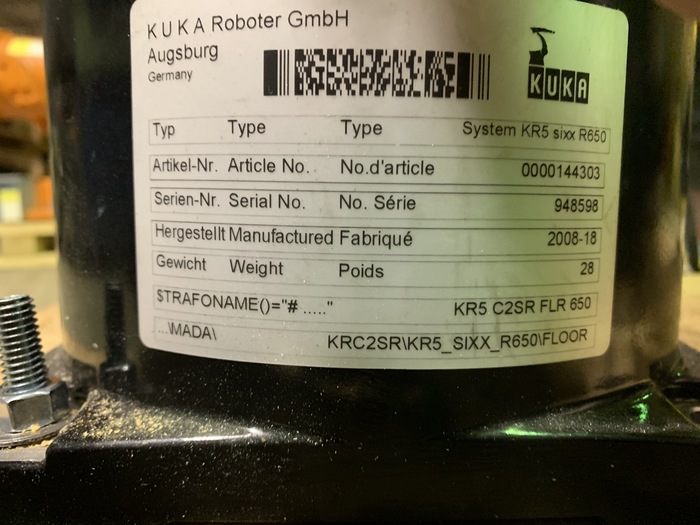 KUKA Roboter GmbH
Augsburg
Germany
KUKA
Typ Type Type System KR5 sixx R650
Artikel-Nr. Article No. No.d'article 0000144303
Serien-Nr. Serial No. No. Série 948598
Hergestellt Manufactured Fabriqué 2008-18
Gewicht Weight Poids 28
$TRAFONAME()="# ....." KR5 C2SR FLR 650
...\MADA\ KRC2SR\KR5_SIXX_R650\FLOOR